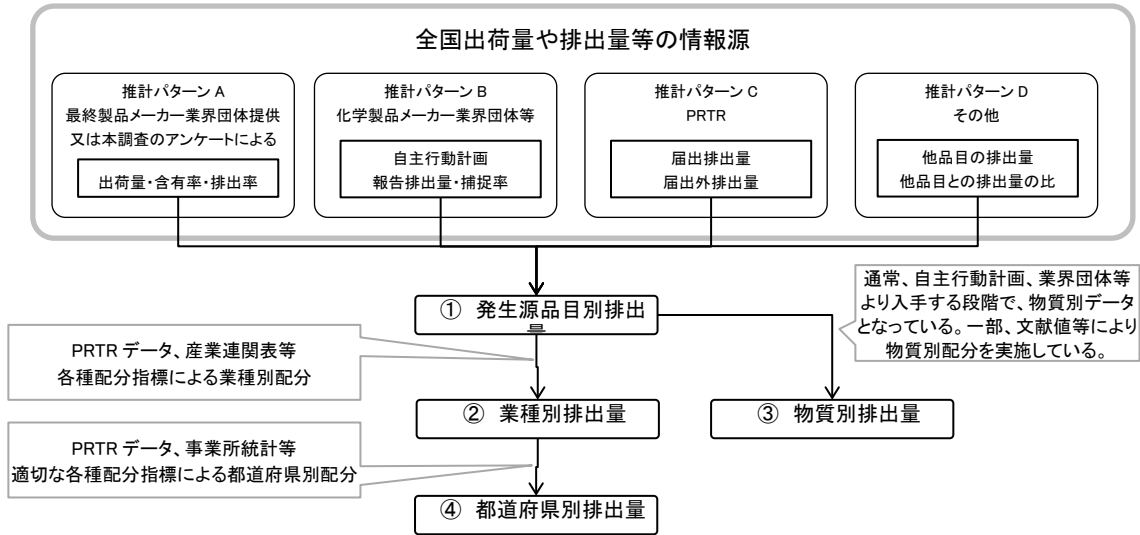 全国出荷量や排出量等の情報源
推計パターン A
最終製品メーカー業界団体提供
又は本調査のアンケートによる
出荷量・含有率・排出率
推計パターン B
化学製品メーカー業界団体等
自主行動計画
報告排出量・捕捉率
推計パターン C
PRTR
届出排出量
届出外排出量
推計パターン D
その他
他品目の排出量
他品目との排出量の比
① 発生源品目別排出
量
通常、自主行動計画、業界団体等
より入手する段階で、物質別データ
となっている。一部、文献値等により
物質別配分を実施している。
PRTR データ、産業連関表等
各種配分指標による業種別配分
② 業種別排出量
③ 物質別排出量
PRTR データ、事業所統計等
適切な各種配分指標による都道府県別配分
④ 都道府県別排出量